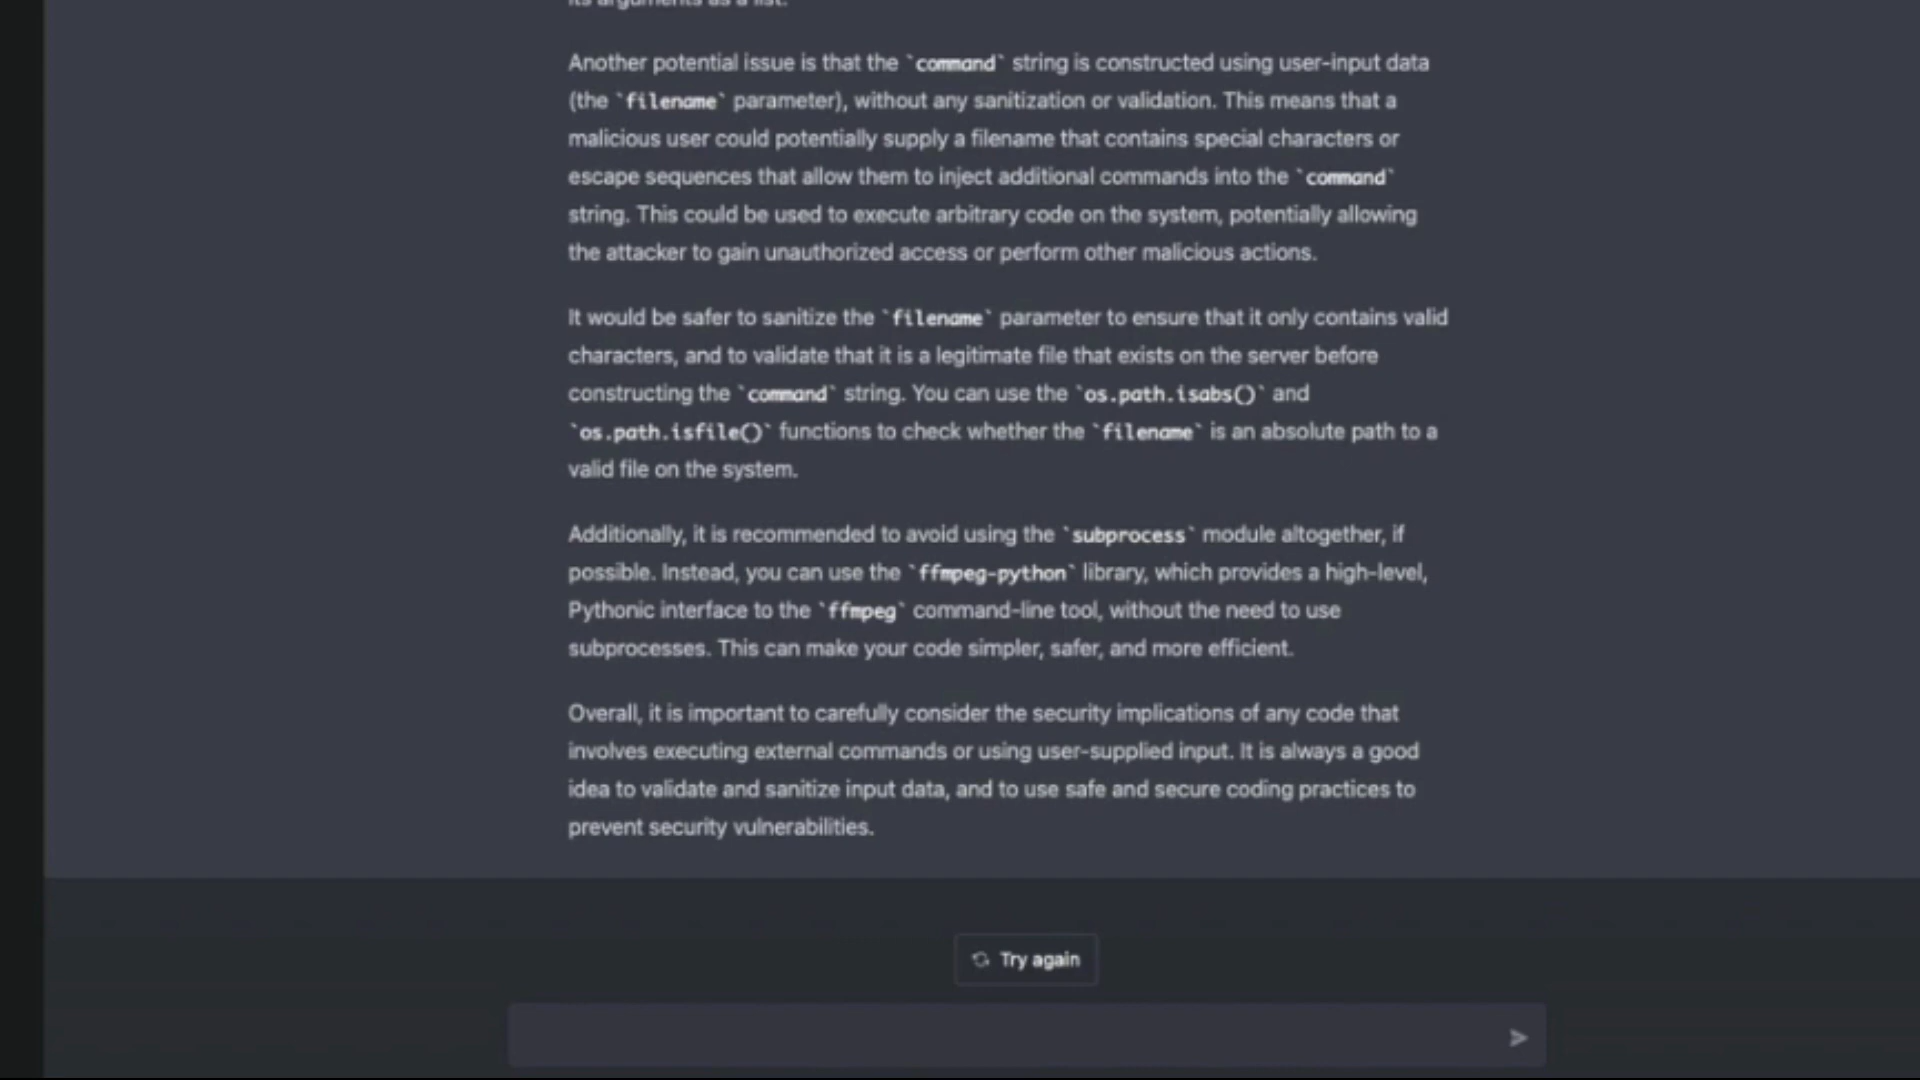 its arguments as a list.
Another potential issue is that the `command` string is constructed using user-input data
(the `filename` parameter), without any sanitization or validation. This means that a
malicious user could potentially supply a filename that contains special characters or
escape sequences that allow them to inject additional commands into the `command`
string. This could be used to execute arbitrary code on the system, potentially allowing
the attacker to gain unauthorized access or perform other malicious actions.
It would be safer to sanitize the `filename` parameter to ensure that it only contains valid
characters, and to validate that it is a legitimate file that exists on the server before
constructing the `command` string. You can use the `os.path.isabs()` and
`os.path.isfile()` functions to check whether the `filename` is an absolute path to a
valid file on the system.
Additionally, it is recommended to avoid using the `subprocess` module altogether, if
possible. Instead, you can use the `ffmpeg-python` library, which provides a high-level,
Pythonic interface to the `ffmpeg` command-line tool, without the need to use
subprocesses. This can make your code simpler, safer, and more efficient.
Overall, it is important to carefully consider the security implications of any code that
involves executing external commands or using user-supplied input. It is always a good
idea to validate and sanitize input data, and to use safe and secure coding practices to
prevent security vulnerabilities.
Try again